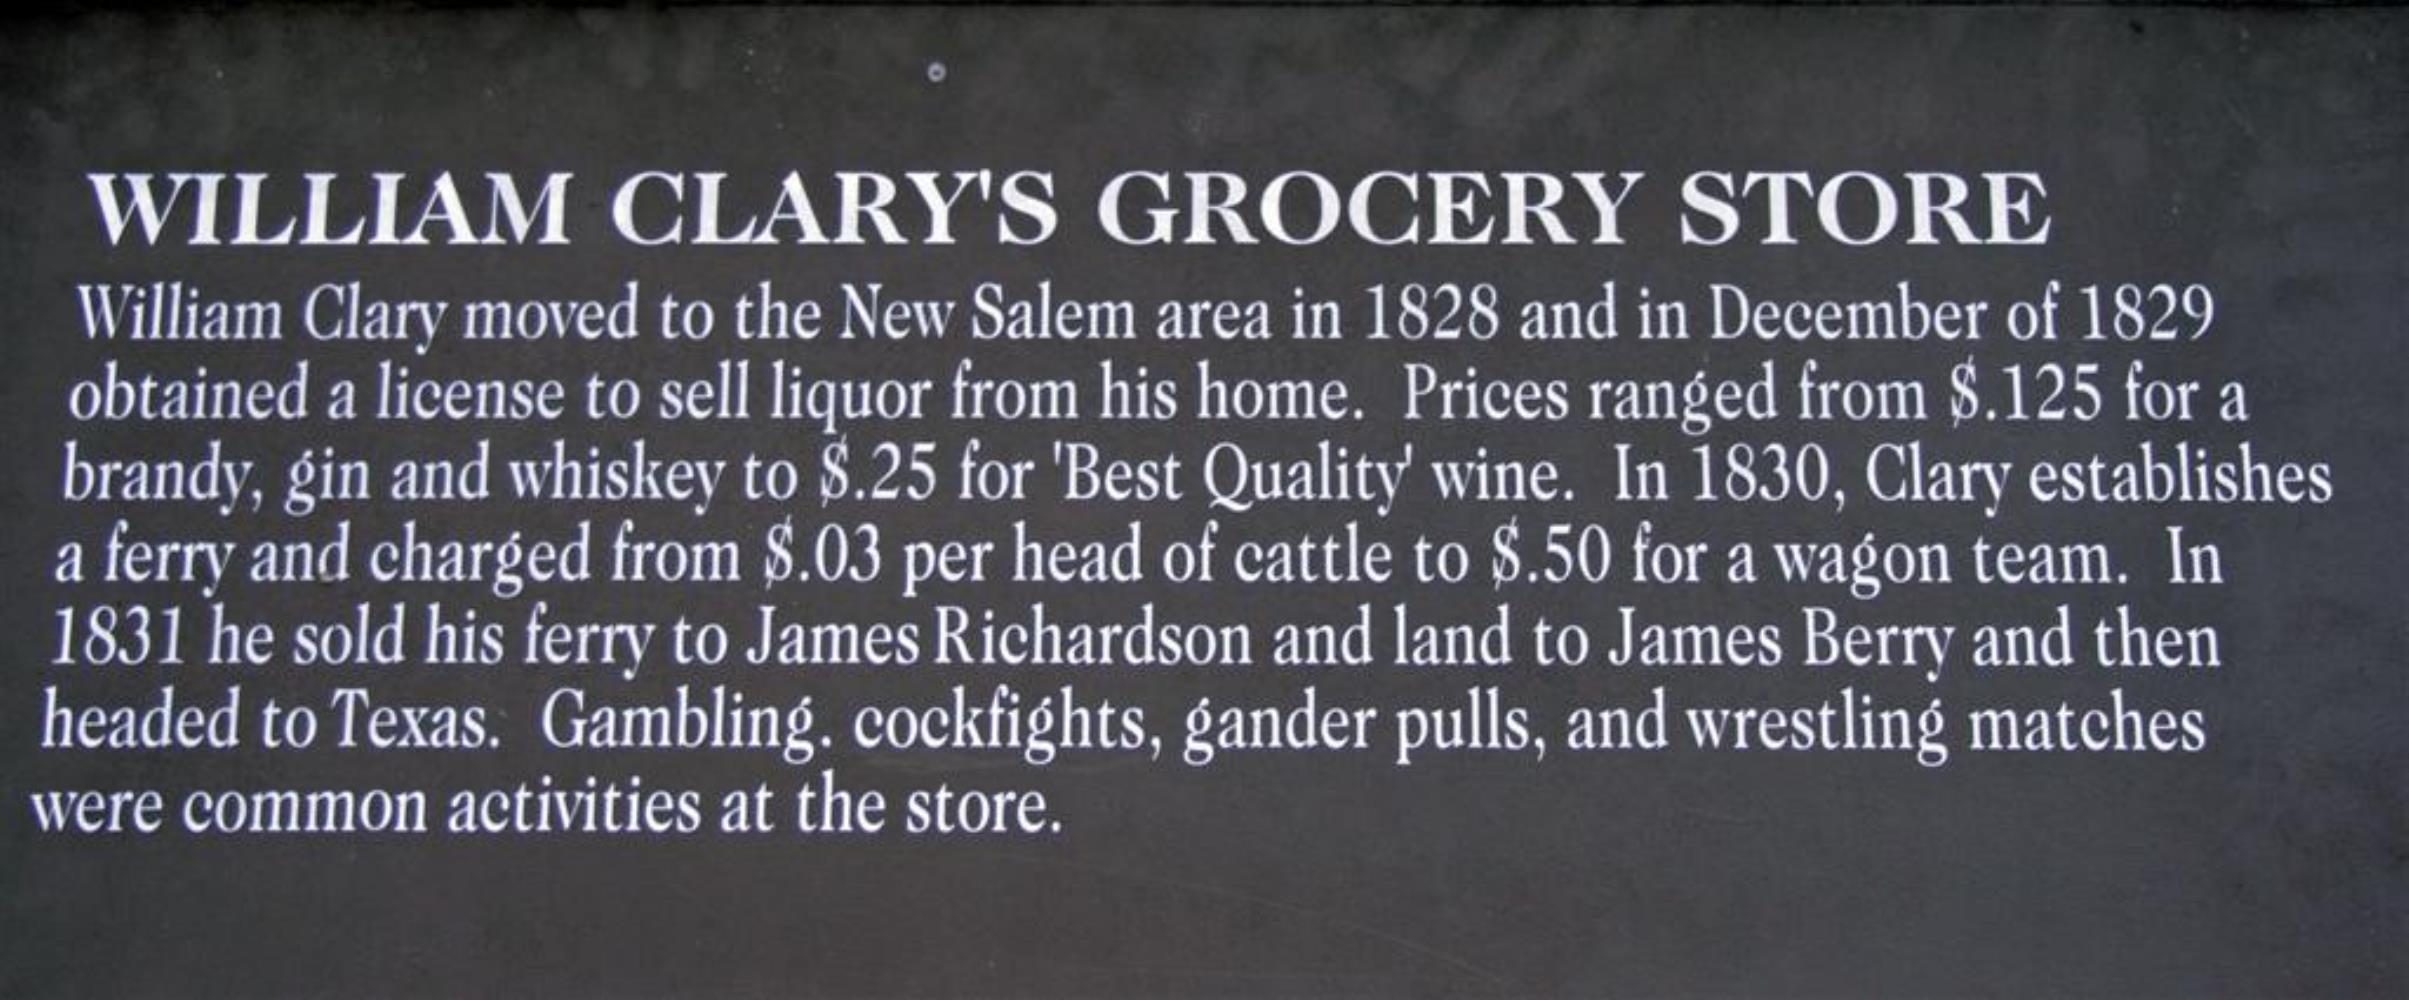 WILLIAM CLARY'S GROCERY STORE
William Clary moved to the New Salem area in 1828 and in December of 1829
obtained a license to sell liquor from his home.  Prices ranged from $.125 for a
brandy, gin and whiskey to $.25 for 'Best Quality' wine.  In 1830, Clary establishes
a ferry and charged from $.03 per head of cattle to $.50 for a wagon team.  In
1831 he sold his ferry to James Richardson and land to James Berry and then
headed to Texas.  Gambling. cockfights, gander pulls, and wrestling matches
were common activities at the store.